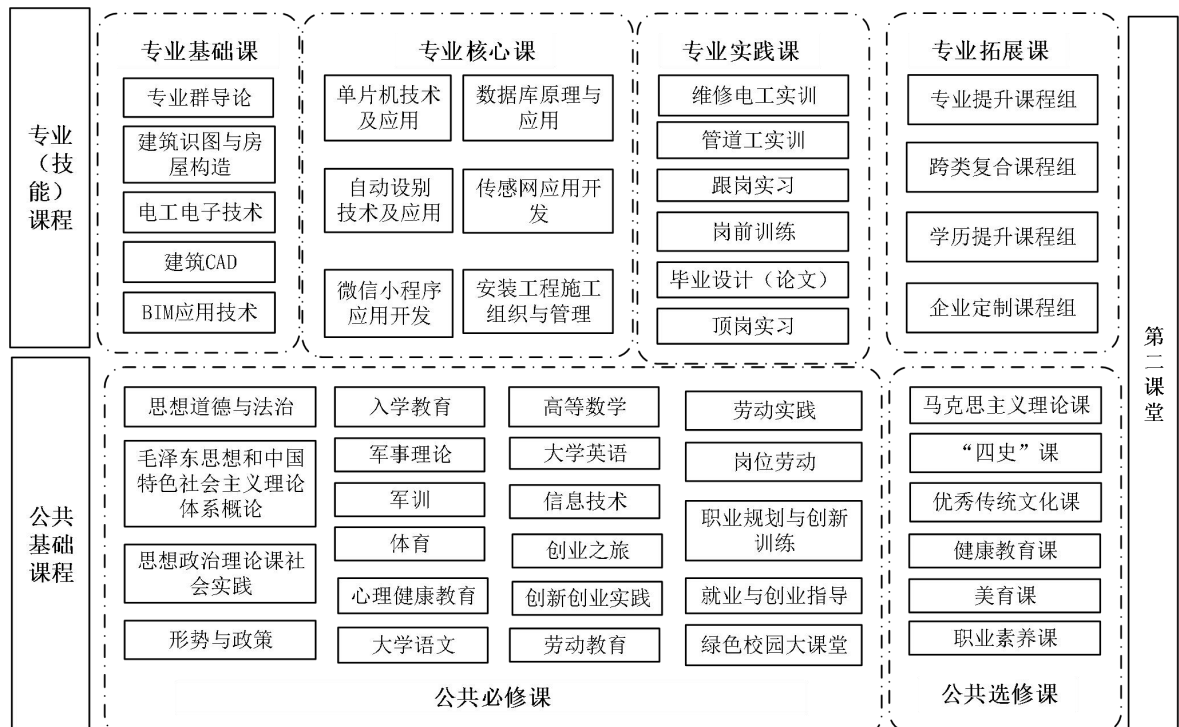 专业
（技
能）
课程
专业基础课
专业群导论
建筑识图与房
屋构造
电工电子技术
建筑CAD
BIM应用技术
专业核心课
单片机技术
及应用
数据库原理与
应用
自动设别
技术及应用
传感网应用开
发
微信小程序
应用开发
安装工程施工
组织与管理
专业实践课
维修电工实训
管道工实训
跟岗实习
岗前训练
毕业设计（论文）
顶岗实习
专业拓展课
专业提升课程组
跨类复合课程组
学历提升课程组
企业定制课程组
公共
基础
课程
思想道德与法治
毛泽东思想和中国
特色社会主义理论
体系概论
思想政治理论课社
会实践
形势与政策
入学教育
军事理论
军训
体育
心理健康教育
大学语文
高等数学
大学英语
信息技术
创业之旅
创新创业实践
劳动教育
劳动实践
岗位劳动
职业规划与创新
训练
就业与创业指导
绿色校园大课堂
公共必修课
马克思主义理论课
“四史”课
优秀传统文化课
健康教育课
美育课
职业素养课
公共选修课
第
二
课
堂